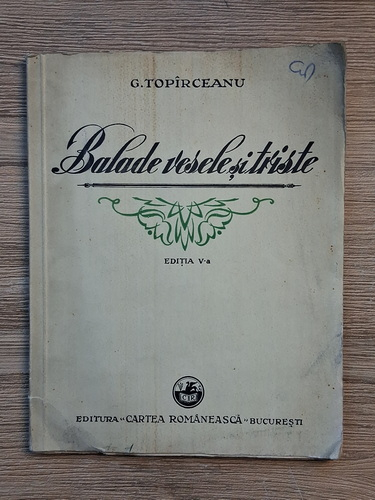 G. TOPÎRCEANU
Balade vesele și triste
EDIȚIA V-a
C R
EDITURA "CARTEA ROMÂNEASCĂ" BUCUREȘTI